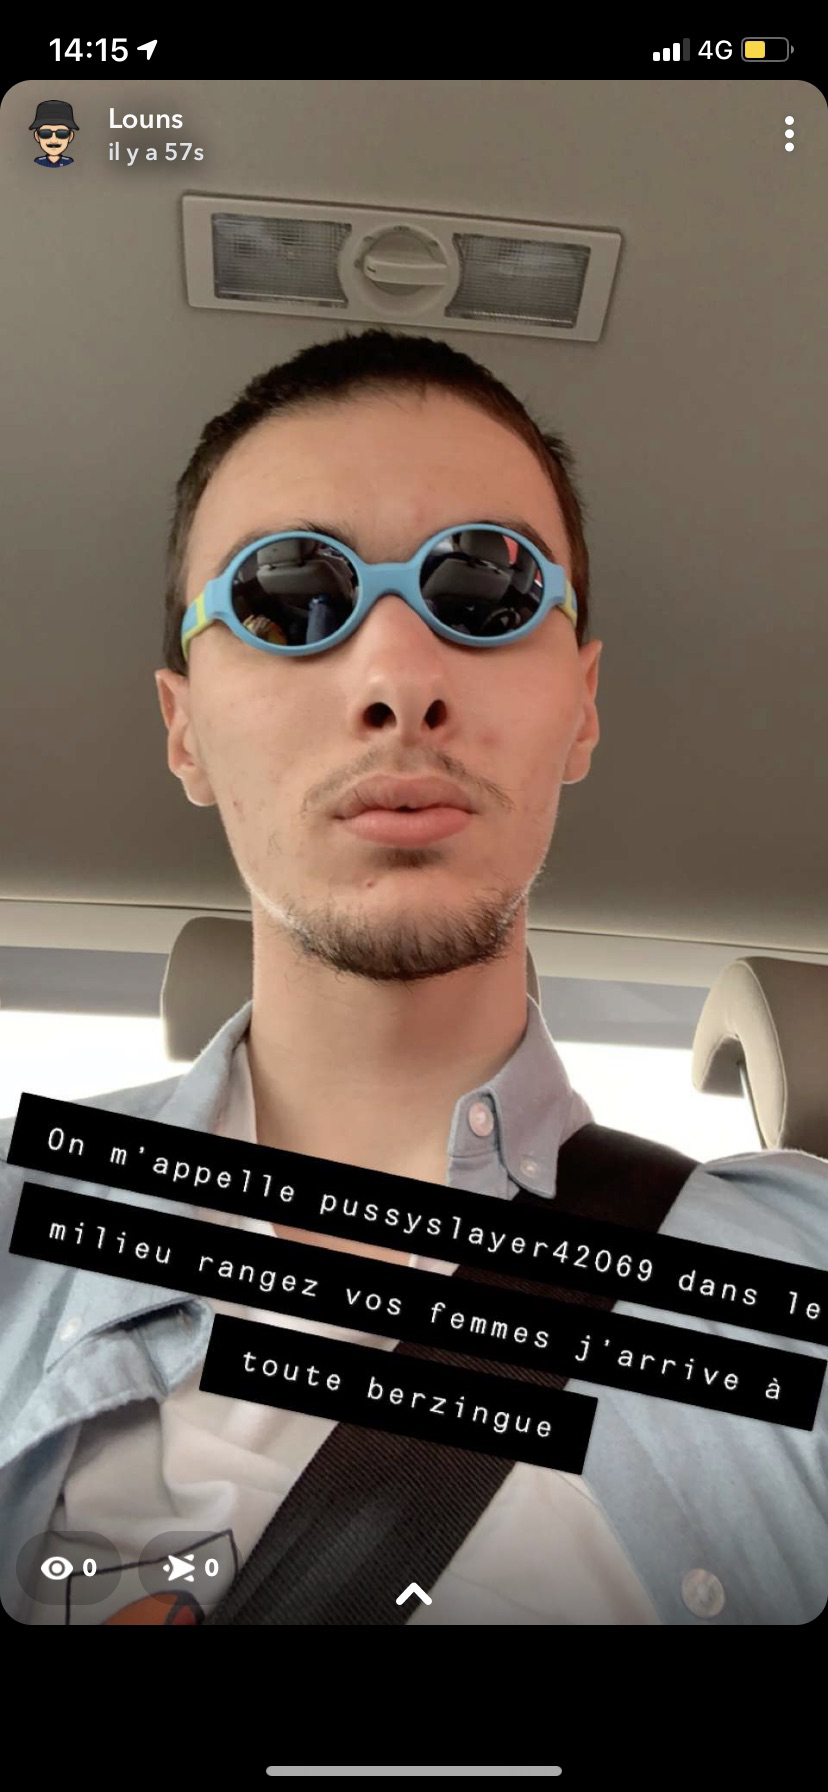 14:15
4G
Louns
il y a 57s
On m'appelle pussyslayer42069 dans le
milieu rangez vos femmes j'arrive à
toute berzingue
0
0